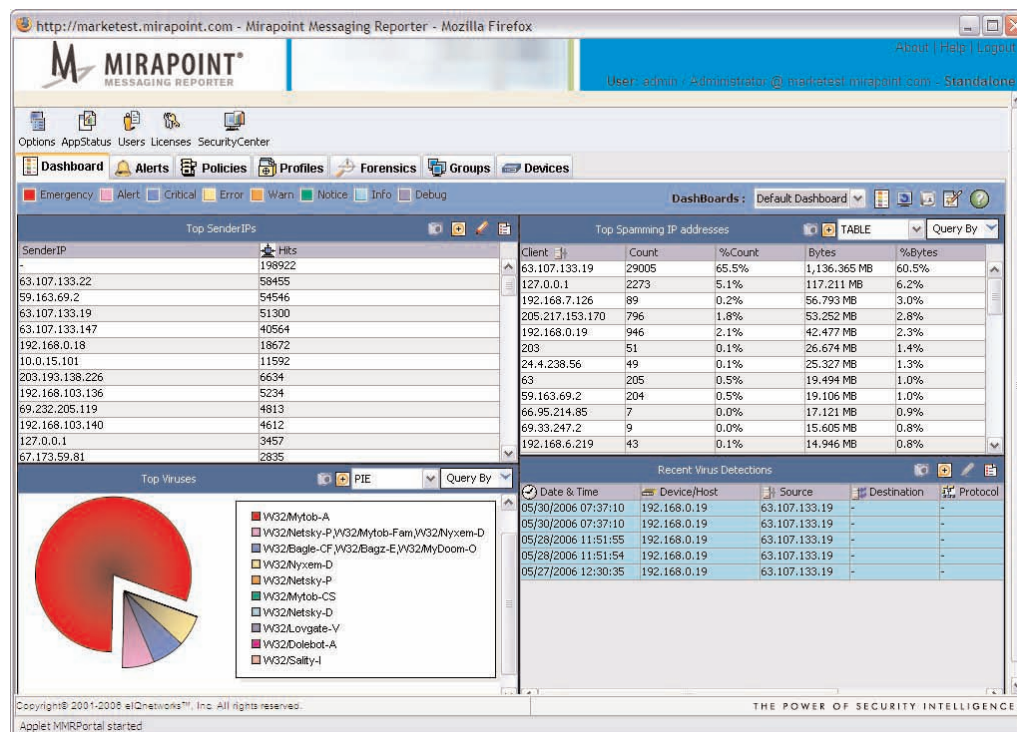 http://marketest.mirapoint.com - Mirapoint Messaging Reporter - Mozilla Firefox
MIRAPOINT®
MESSAGING REPORTER
About | Help | Logout
User: admin / Administrator @ marketest.mirapoint.com - Standalone
Options AppStatus Users Licenses SecurityCenter
Dashboard Alerts Policies Profiles Forensics Groups Devices
Emergency Alert Critical Error Warn Notice Info Debug
DashBoards : Default Dashboard
Top SenderIPs
SenderIP Hits
- 198922
63.107.133.22 58455
59.163.69.2 54546
63.107.133.19 51300
63.107.133.147 40564
192.168.0.18 18672
10.0.15.101 11592
203.193.138.226 6634
192.168.103.136 5234
69.232.205.119 4813
192.168.103.140 4612
127.0.0.1 3457
67.173.59.81 2835
Top Spamming IP addresses TABLE Query By
Client Count %Count Bytes %Bytes
63.107.133.19 29005 65.5% 1,136.365 MB 60.5%
127.0.0.1 2273 5.1% 117.211 MB 6.2%
192.168.7.126 89 0.2% 56.793 MB 3.0%
205.217.153.170 796 1.8% 53.252 MB 2.8%
192.168.0.19 946 2.1% 42.477 MB 2.3%
203 51 0.1% 26.674 MB 1.4%
24.4.238.56 49 0.1% 25.327 MB 1.3%
63 205 0.5% 19.494 MB 1.0%
59.163.69.2 204 0.5% 19.106 MB 1.0%
66.95.214.85 7 0.0% 17.121 MB 0.9%
69.33.247.2 9 0.0% 15.605 MB 0.8%
192.168.6.219 43 0.1% 14.946 MB 0.8%
Top Viruses PIE Query By
W32/Mytob-A
W32/Netsky-P,W32/Mytob-Fam,W32/Nyxem-D
W32/Bagle-CF,W32/Bagz-E,W32/MyDoom-O
W32/Nyxem-D
W32/Netsky-P
W32/Mytob-CS
W32/Netsky-D
W32/Lovgate-V
W32/Dolebot-A
W32/Sality-I
Recent Virus Detections
Date & Time Device/Host Source Destination Protocol
05/30/2006 07:37:10 192.168.0.19 63.107.133.19 - -
05/30/2006 07:37:10 192.168.0.19 63.107.133.19 - -
05/28/2006 11:51:55 192.168.0.19 63.107.133.19 - -
05/28/2006 11:51:54 192.168.0.19 63.107.133.19 - -
05/27/2006 12:30:35 192.168.0.19 63.107.133.19 - -
Copyright© 2001-2006 eIQnetworks™, Inc. All rights reserved.
THE POWER OF SECURITY INTELLIGENCE
Applet MMRPortal started